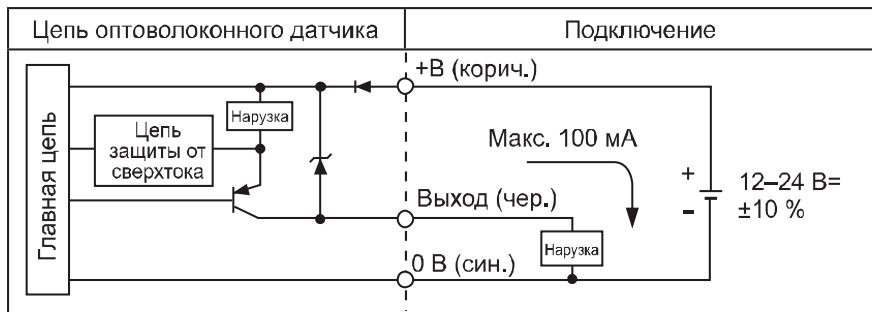 Цепь оптоволоконного датчика
Подключение
Главная цепь
Цепь
защиты от
сверхтока
Нарузка
+В (корич.)
Макс. 100 мА
Выход (чер.)
Нарузка
0 В (син.)
+
-
12–24 В=
±10 %